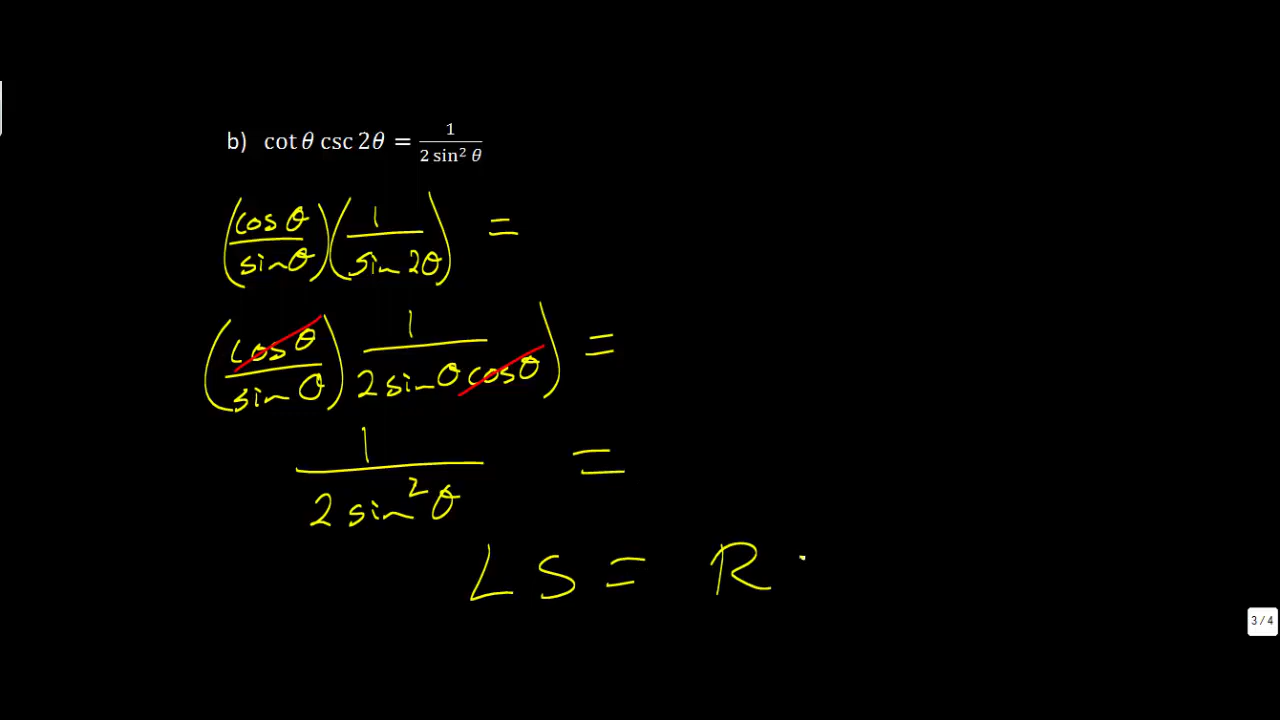 b) cot θ csc 2θ = 1 / (2 sin² θ)
(cos θ / sin θ) (1 / sin 2θ) =
(cos θ / sin θ) 1 / (2 sin θ cos θ)) =
1 / (2 sin² θ) =
LS = R
3 / 4